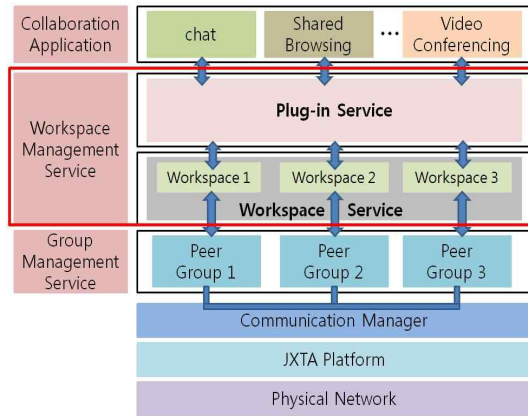 Collaboration
Application
chat
Shared
Browsing
...
Video
Conferencing
Workspace
Management
Service
Plug-in Service
Workspace 1
Workspace 2
Workspace 3
Workspace Service
Group
Management
Service
Peer
Group 1
Peer
Group 2
Peer
Group 3
Communication Manager
JXTA Platform
Physical Network